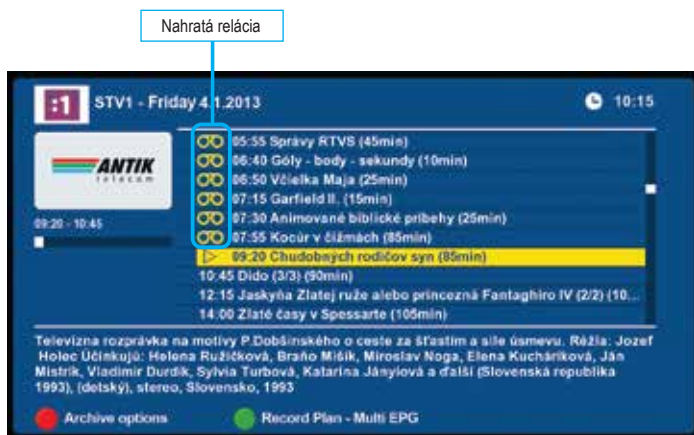 Nahratá relácia
:1 STV1 - Friday 4.1.2013 10:15
ANTIK
telecom
09:20 - 10:45
05:55 Správy RTVS (45min)
06:40 Góly - body - sekundy (10min)
06:50 Včielka Maja (25min)
07:15 Garfield II. (15min)
07:30 Animované biblické príbehy (25min)
07:55 Kocúr v čižmách (85min)
09:20 Chudobných rodičov syn (85min)
10:45 Dido (3/3) (90min)
12:15 Jaskyňa Zlatej ruže alebo princezná Fantaghiro IV (2/2) (10...
14:00 Zlaté časy v Spessarte (105min)
Televízna rozprávka na motívy P.Dobšinského o ceste za šťastím a sile úsmevu. Réžia: Jozef
Holec Účinkujú: Helena Ružičková, Braňo Mišík, Miroslav Noga, Elena Kucháriková, Ján
Mistrík, Vladimír Durdík, Sylvia Turbová, Katarína Jányiová a ďalší (Slovenská republika
1993), (detský), stereo, Slovensko, 1993
Archive options Record Plan - Multi EPG